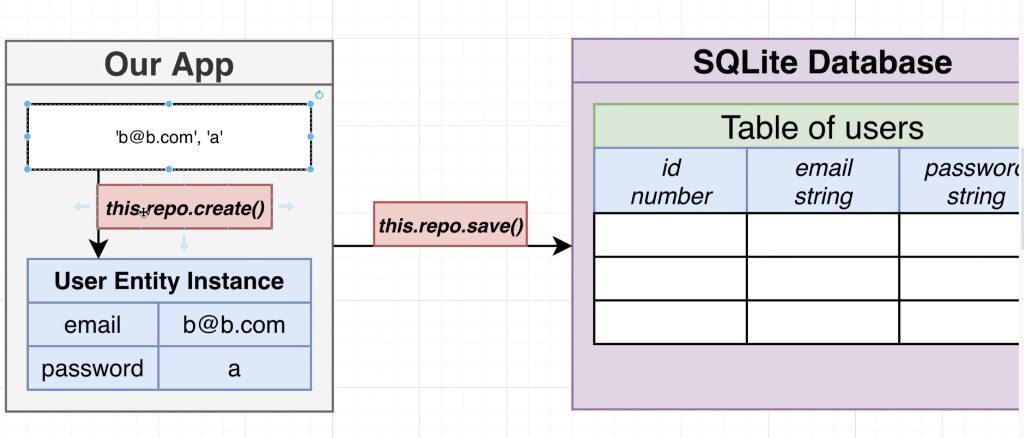 Our App
'b@b.com', 'a'
this.repo.create()
User Entity Instance
email b@b.com
password a
this.repo.save()
SQLite Database
Table of users
id email password
number string string